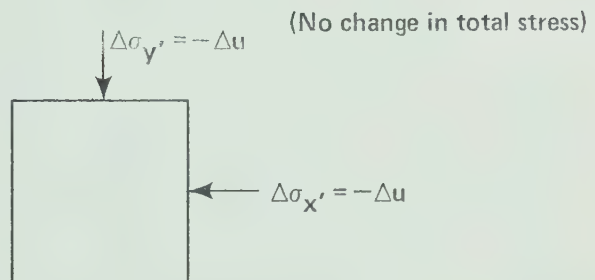 (No change in total stress)
Δσy' = −Δu
Δσx' = −Δu